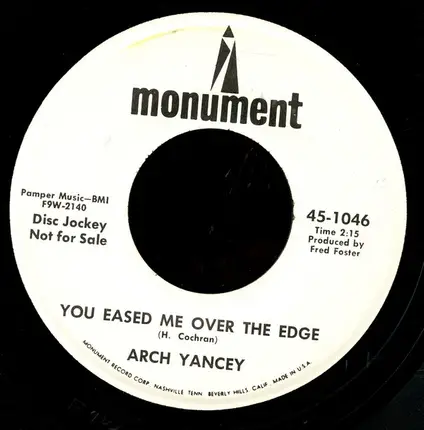 monument
Pamper Music—BMI
F9W-2140
Disc Jockey
Not for Sale
45-1046
Time 2:15
Produced by
Fred Foster
YOU EASED ME OVER THE EDGE
(H. Cochran)
ARCH YANCEY
MONUMENT RECORD CORP. NASHVILLE TENN. BEVERLY HILLS, CALIF. MADE IN U.S.A.